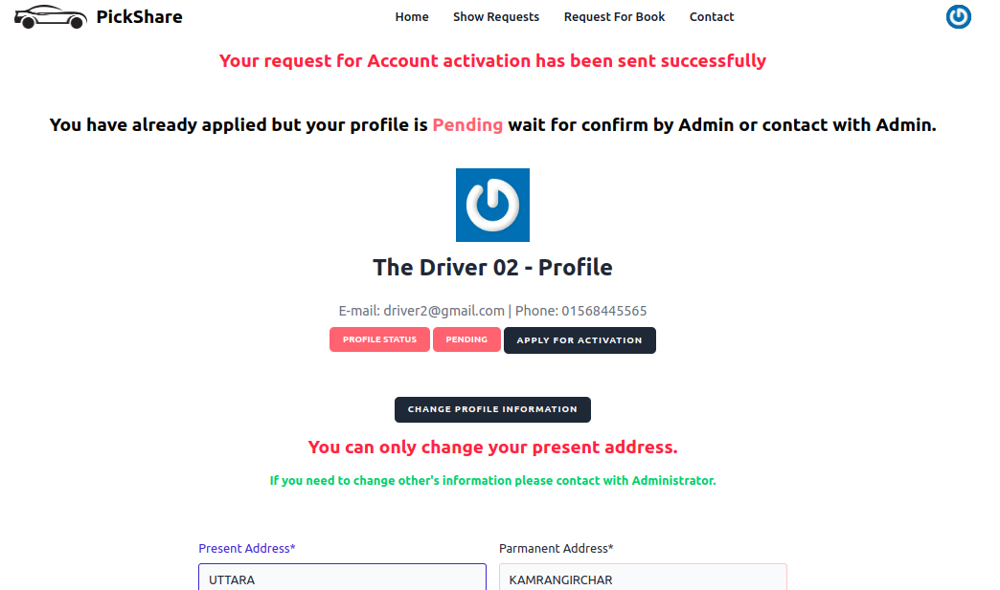 PickShare
Home Show Requests Request For Book Contact
Your request for Account activation has been sent successfully
You have already applied but your profile is Pending wait for confirm by Admin or contact with Admin.
The Driver 02 - Profile
E-mail: driver2@gmail.com | Phone: 01568445565
PROFILE STATUS PENDING APPLY FOR ACTIVATION
CHANGE PROFILE INFORMATION
You can only change your present address.
If you need to change other's information please contact with Administrator.
Present Address* Parmanent Address*
UTTARA KAMRANGIRCHAR